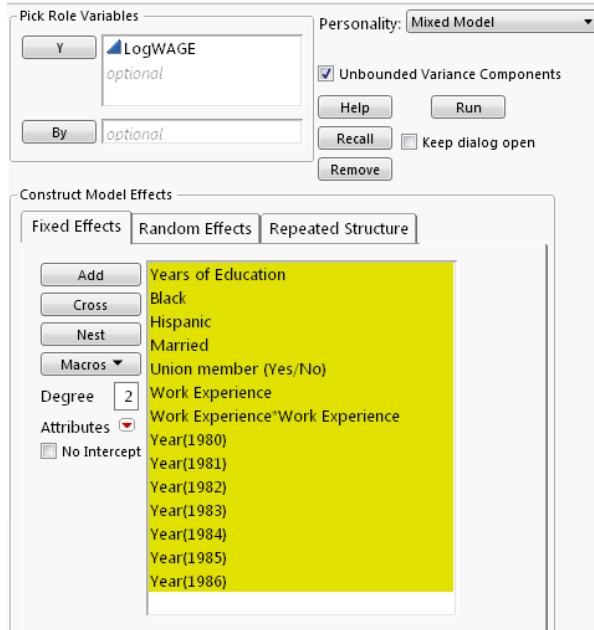 Pick Role Variables
Y
LogWAGE
optional
By
optional
Personality: Mixed Model
Unbounded Variance Components
Help
Run
Recall
Keep dialog open
Remove
Construct Model Effects
Fixed Effects
Random Effects
Repeated Structure
Add
Cross
Nest
Macros
Degree 2
Attributes
No Intercept
Years of Education
Black
Hispanic
Married
Union member (Yes/No)
Work Experience
Work Experience*Work Experience
Year(1980)
Year(1981)
Year(1982)
Year(1983)
Year(1984)
Year(1985)
Year(1986)